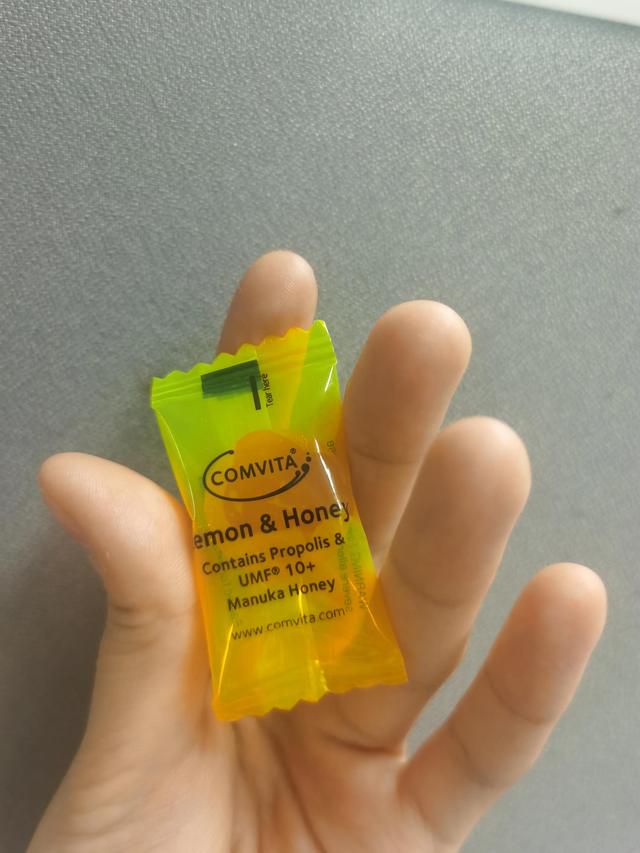 Tear here
COMVITA®
emon & Honey
Contains Propolis &
UMF® 10+
Manuka Honey
www.comvita.com